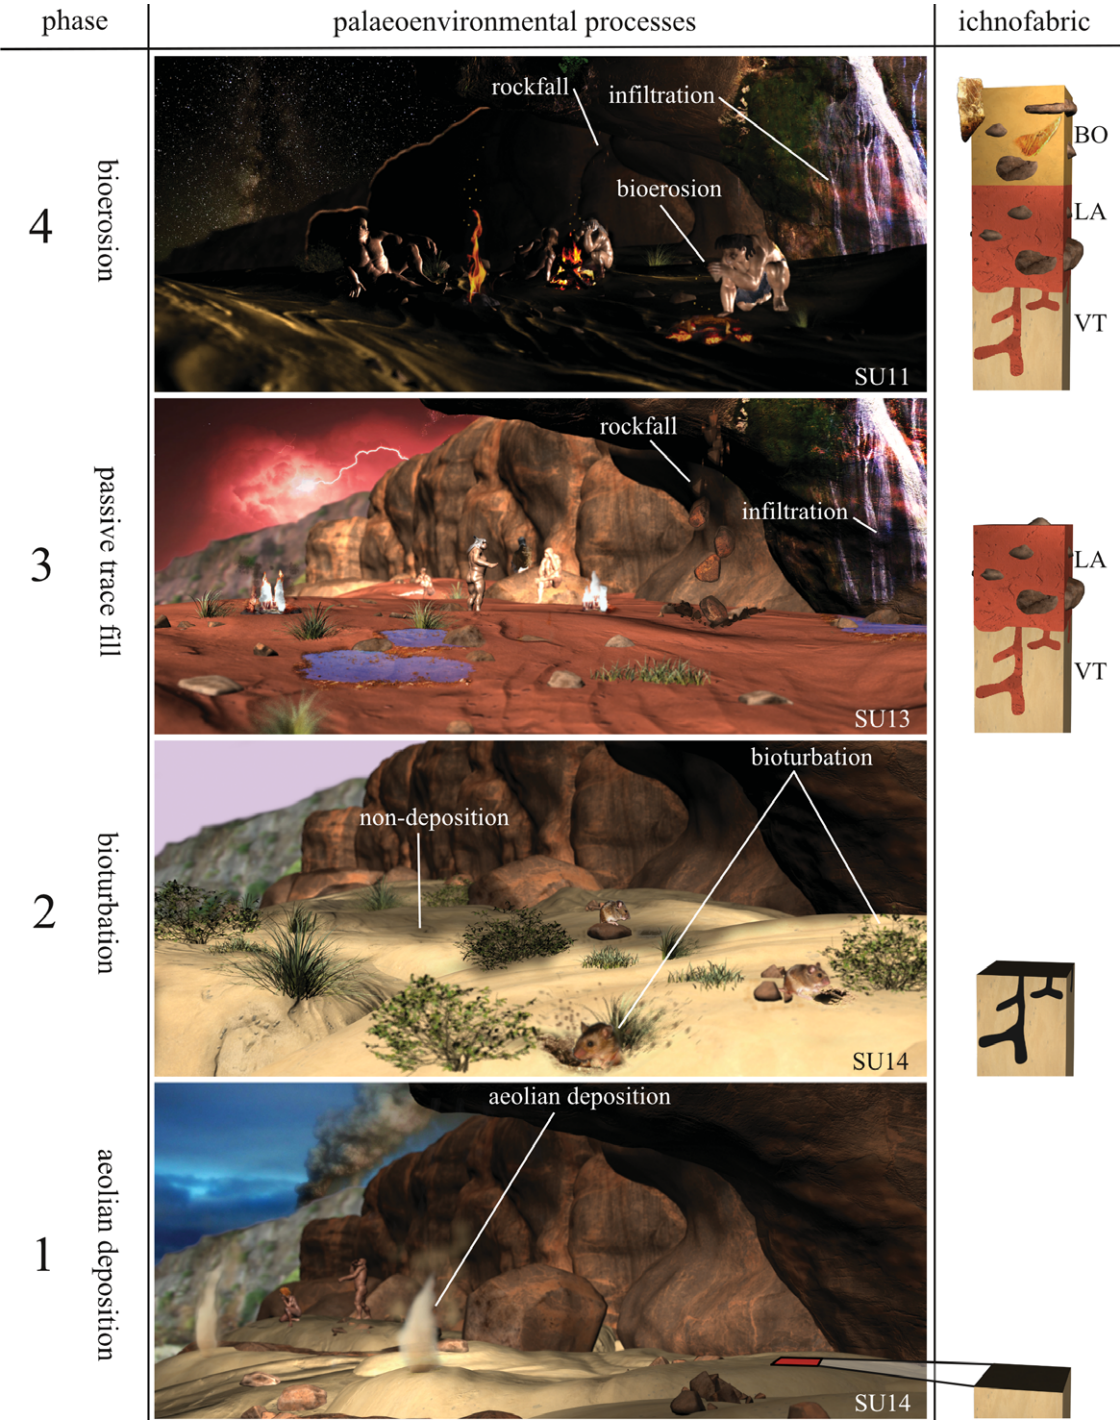 phase
palaeoenvironmental processes
ichnofabric
4
bioerosion
rockfall
infiltration
bioerosion
SU11
BO
LA
VT
3
passive trace fill
rockfall
infiltration
SU13
LA
VT
2
bioturbation
bioturbation
non-deposition
SU14
1
aeolian deposition
aeolian deposition
SU14